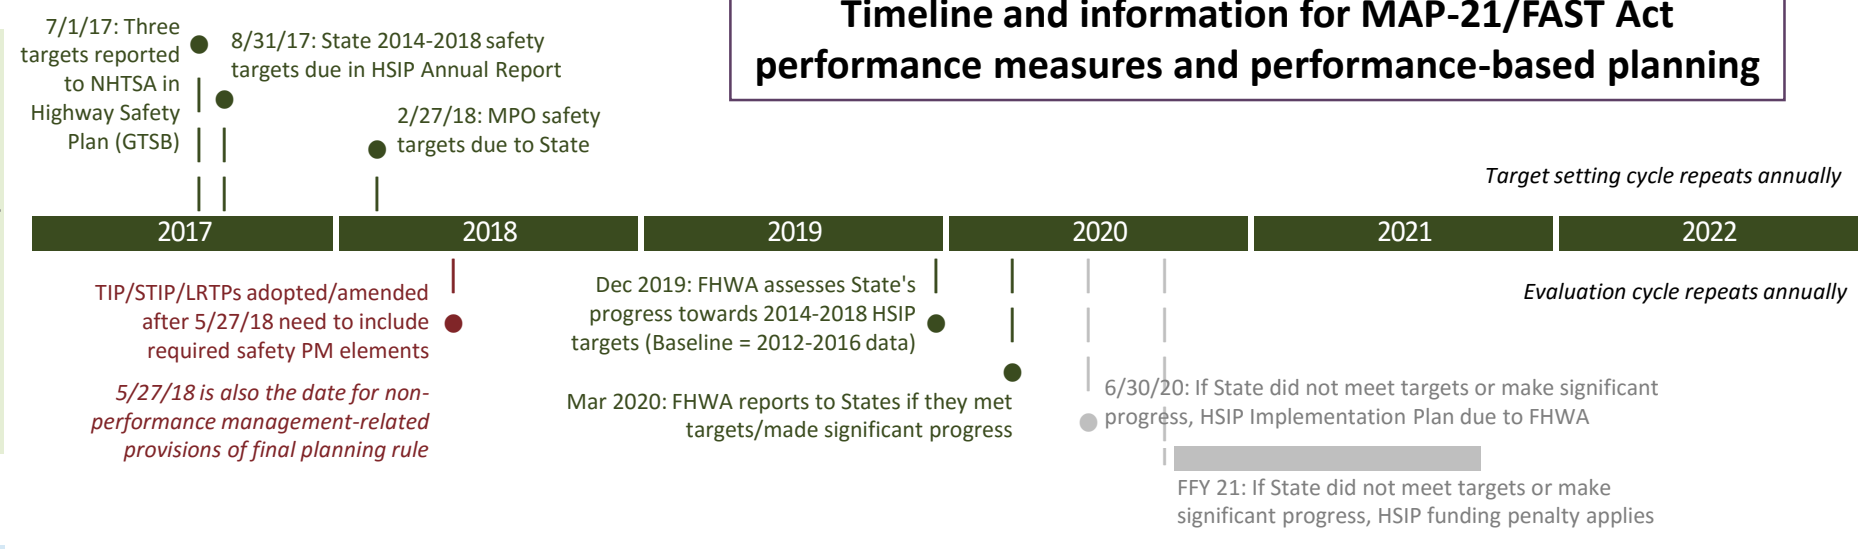 Timeline and information for MAP-21/FAST Act
performance measures and performance-based planning
7/1/17: Three
targets reported
to NHTSA in
Highway Safety
Plan (GTSB)
8/31/17: State 2014-2018 safety
targets due in HSIP Annual Report
2/27/18: MPO safety
targets due to State
Target setting cycle repeats annually
2017 2018 2019 2020 2021 2022
TIP/STIP/LRTPs adopted/amended
after 5/27/18 need to include
required safety PM elements
5/27/18 is also the date for non-
performance management-related
provisions of final planning rule
Dec 2019: FHWA assesses State's
progress towards 2014-2018 HSIP
targets (Baseline = 2012-2016 data)
Mar 2020: FHWA reports to States if they met
targets/made significant progress
Evaluation cycle repeats annually
6/30/20: If State did not meet targets or make significant
progress, HSIP Implementation Plan due to FHWA
FFY 21: If State did not meet targets or make
significant progress, HSIP funding penalty applies